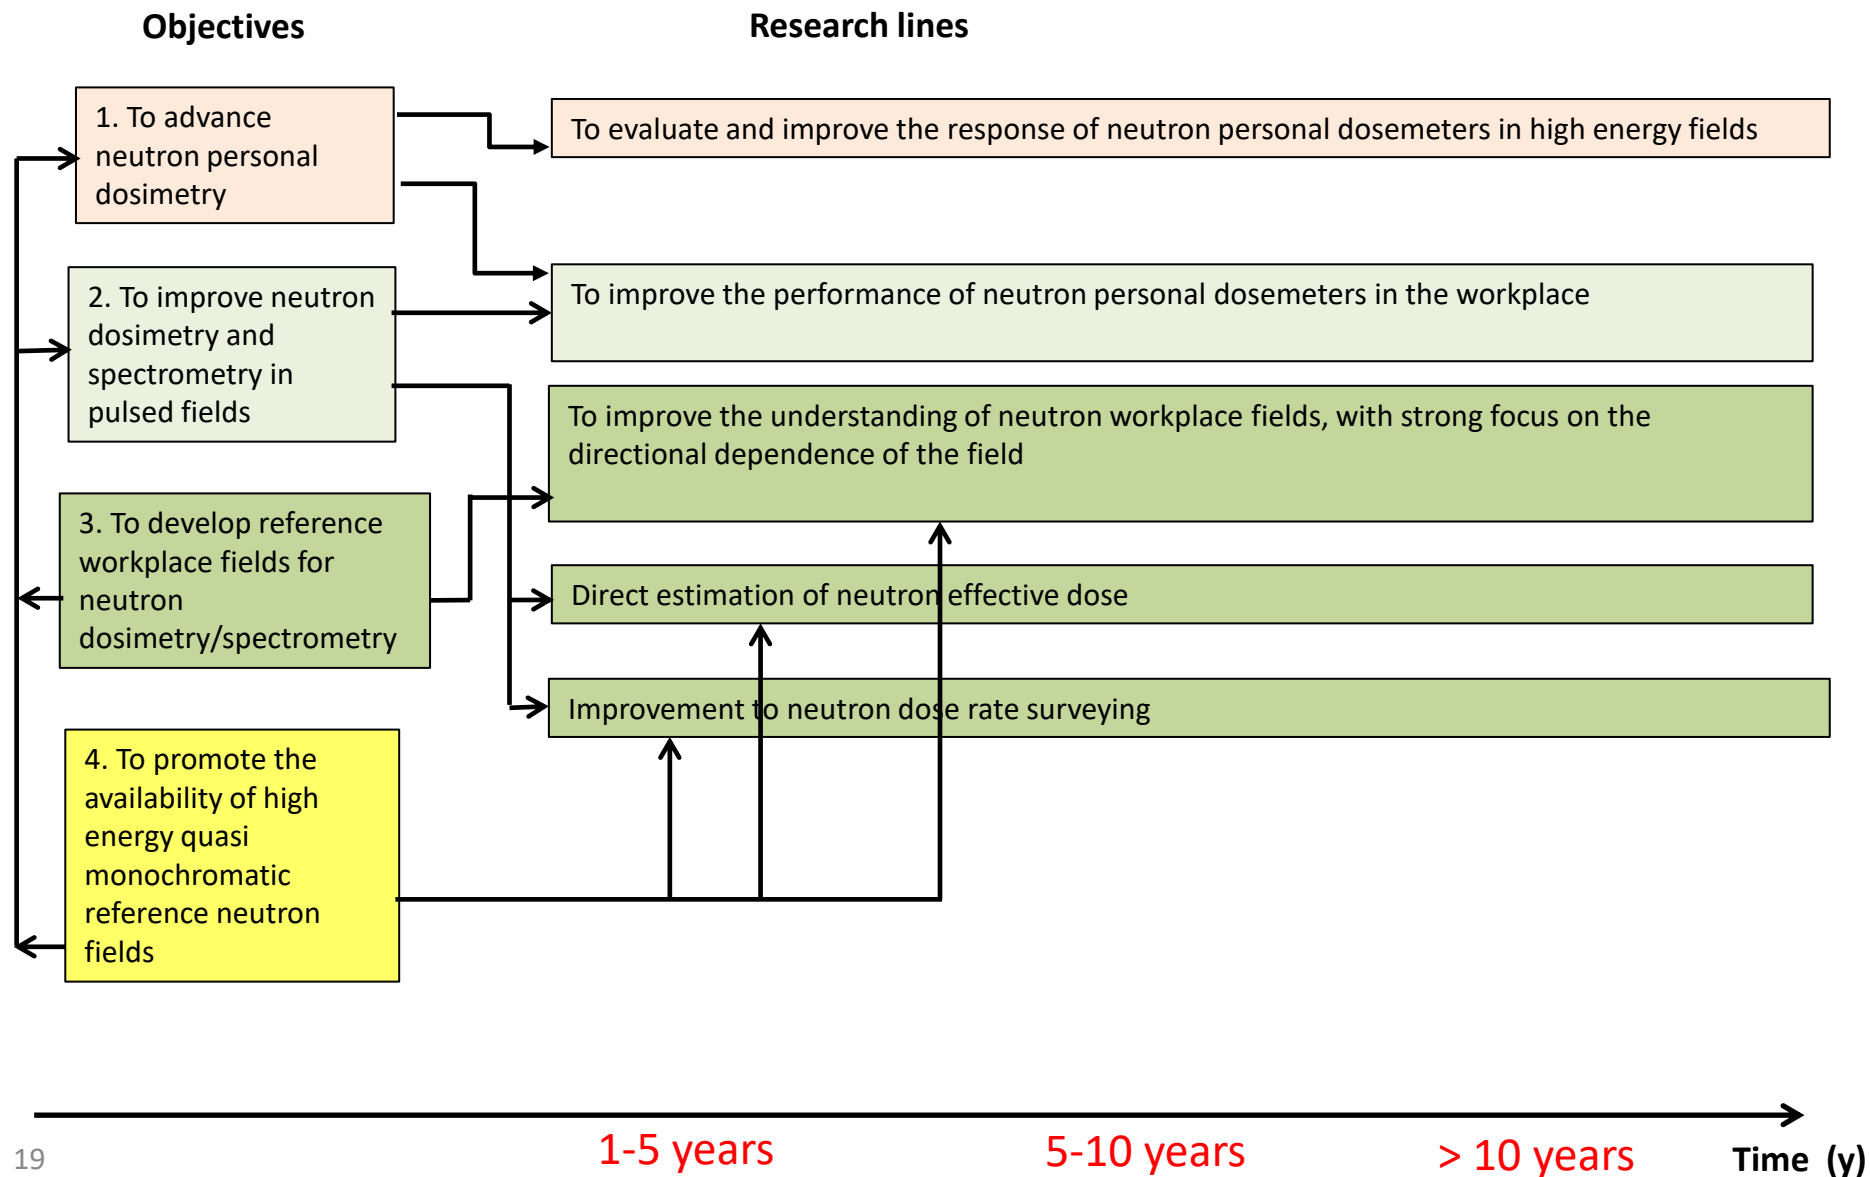 Objectives
Research lines
1. To advance
neutron personal
dosimetry
To evaluate and improve the response of neutron personal dosemeters in high energy fields
2. To improve neutron
dosimetry and
spectrometry in
pulsed fields
To improve the performance of neutron personal dosemeters in the workplace
To improve the understanding of neutron workplace fields, with strong focus on the
directional dependence of the field
3. To develop reference
workplace fields for
neutron
dosimetry/spectrometry
Direct estimation of neutron effective dose
Improvement to neutron dose rate surveying
4. To promote the
availability of high
energy quasi
monochromatic
reference neutron
fields
19
1-5 years
5-10 years
> 10 years
Time (y)